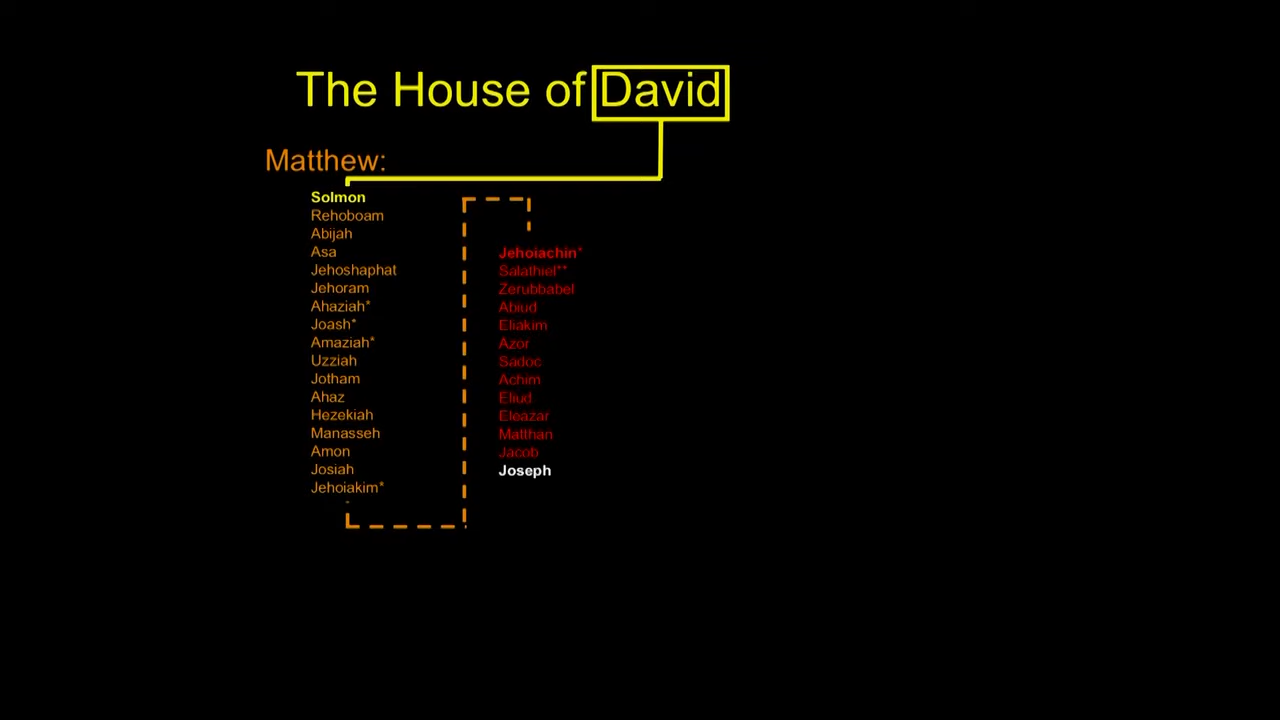 The House of David
Matthew:
Solmon
Rehoboam
Abijah
Asa
Jehoshaphat
Jehoram
Ahaziah*
Joash*
Amaziah*
Uzziah
Jotham
Ahaz
Hezekiah
Manasseh
Amon
Josiah
Jehoiakim*
Jehoiachin*
Salathiel**
Zerubbabel
Abiud
Eliakim
Azor
Sadoc
Achim
Eliud
Eleazar
Matthan
Jacob
Joseph